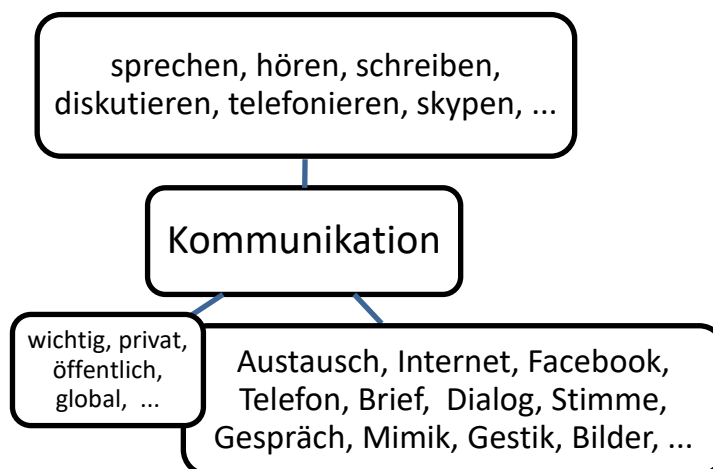 sprechen, hören, schreiben,
diskutieren, telefonieren, skypen, ...
Kommunikation
wichtig, privat,
öffentlich,
global, ...
Austausch, Internet, Facebook,
Telefon, Brief, Dialog, Stimme,
Gespräch, Mimik, Gestik, Bilder, ...